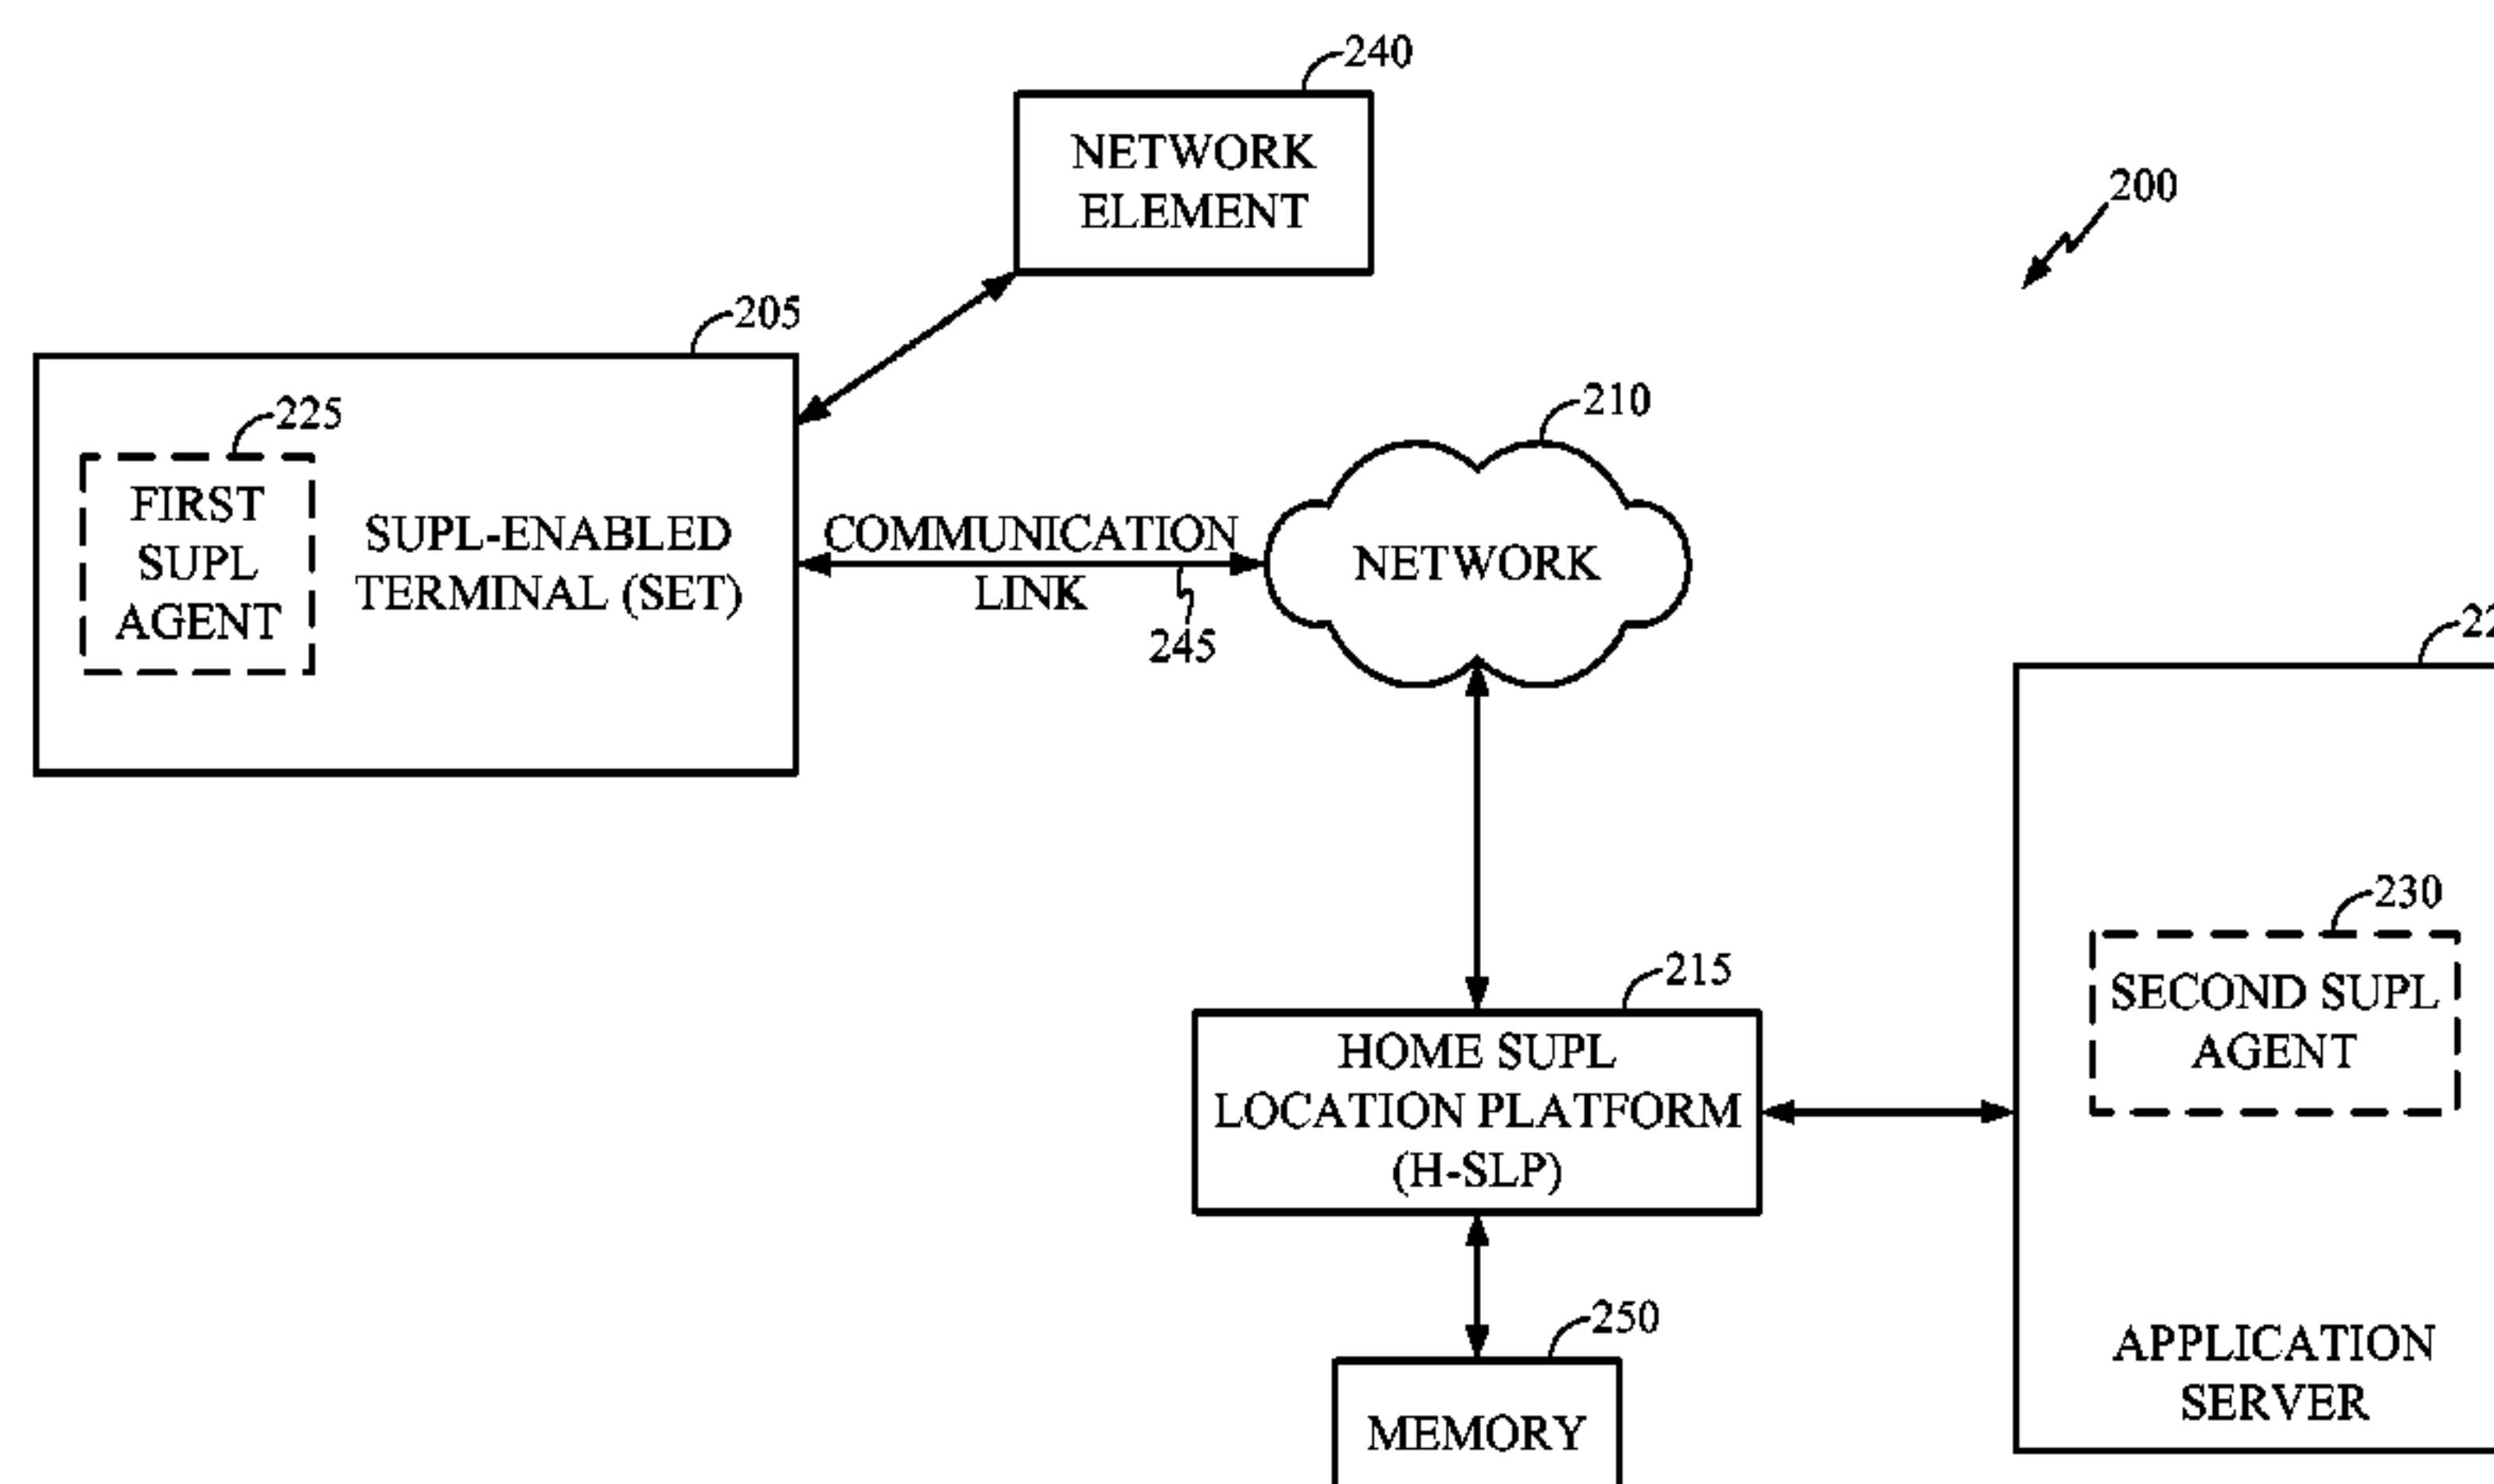 240
NETWORK
ELEMENT
200
205
225
FIRST
SUPL
AGENT
SUPL-ENABLED
TERMINAL (SET)
COMMUNICATION
LINK
245
210
NETWORK
230
SECOND SUPL
AGENT
APPLICATION
SERVER
215
HOME SUPL
LOCATION PLATFORM
(H-SLP)
250
MEMORY